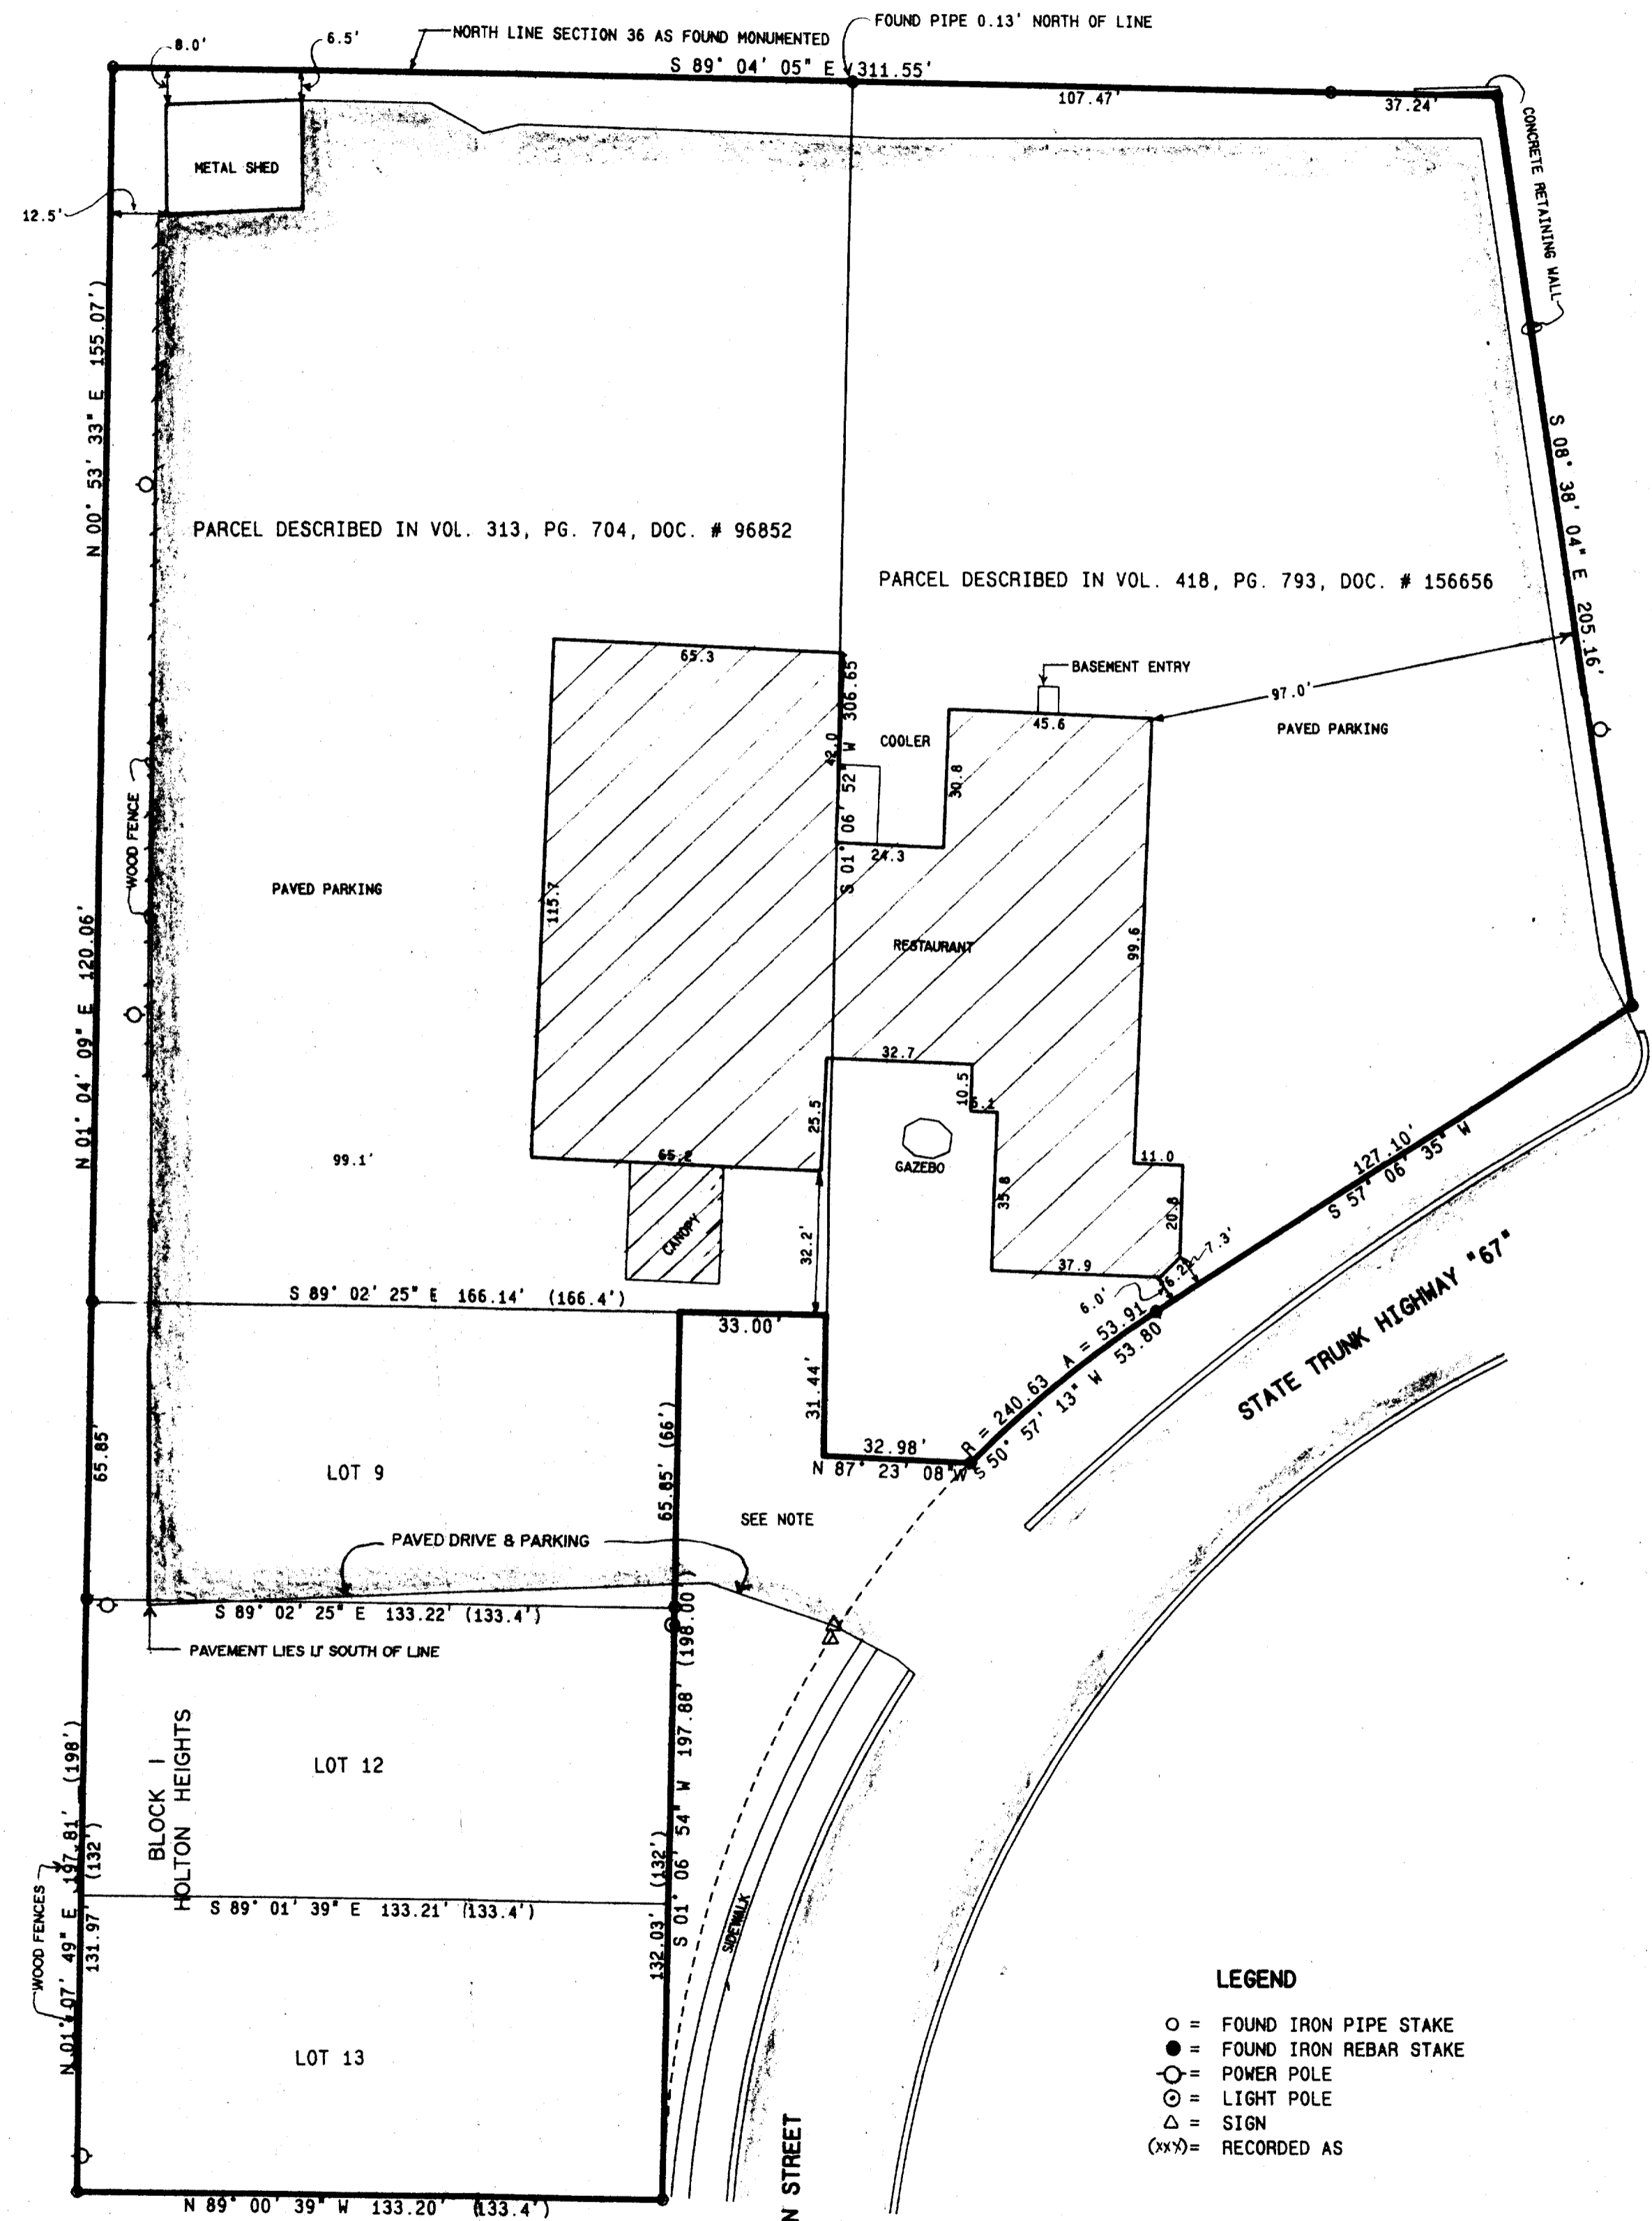 FOUND PIPE 0.13' NORTH OF LINE
NORTH LINE SECTION 36 AS FOUND MONUMENTED
8.0'
6.5'
S 89° 04' 05" E 311.55'
107.47'
37.24'
CONCRETE RETAINING WALL
METAL SHED
12.5'
N 00° 53' 33" E 155.07')
S 08° 38' 04" E 205.16'
PARCEL DESCRIBED IN VOL. 313, PG. 704, DOC. # 96852
PARCEL DESCRIBED IN VOL. 418, PG. 793, DOC. # 156656
65.3
S 01° 06' 52" W 306.65
42.0
BASEMENT ENTRY
45.6
97.0'
PAVED PARKING
COOLER
30.8
24.3
WOOD FENCE
PAVED PARKING
115.7
RESTAURANT
99.6
N 01° 04' 09" E 120.06'
32.7
10.5
25.5
GAZEBO
99.1'
65.2
35.8
11.0
20.8
127.10'
S 57° 06' 35" W
CANOPY
32.2'
37.9
7.3'
6.0'
S 89° 02' 25" E 166.14' (166.4')
33.00'
31.44'
R = 240.63 A = 53.91
S 50° 57' 13" W 53.80
STATE TRUNK HIGHWAY "67"
32.98'
N 87° 23' 08" W
65.85'
65.85' (66')
LOT 9
SEE NOTE
PAVED DRIVE & PARKING
S 89° 02' 25" E 133.22' (133.4')
PAVEMENT LIES 1.1' SOUTH OF LINE
S 01° 06' 54" W 197.88' (198.00')
LOT 12
BLOCK 1
HOLTON HEIGHTS
N 01° 07' 49" E 197.81' (198')
131.97' (132')
132.03' (132')
WOOD FENCES
S 89° 01' 39" E 133.21' (133.4')
SIDEWALK
LOT 13
N 89° 00' 39" W 133.20' (133.4')
N STREET
LEGEND
O = FOUND IRON PIPE STAKE
● = FOUND IRON REBAR STAKE
= POWER POLE
⊙ = LIGHT POLE
△ = SIGN
(xxx)= RECORDED AS